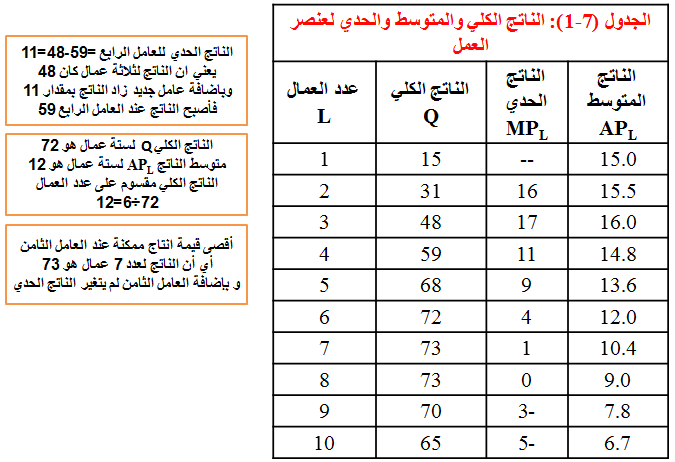 الجدول (7-1): الناتج الكلي والمتوسط والحدي لعنصر
العمل
عدد العمال L | الناتج الكلي Q | الناتج الحدي MPL | الناتج المتوسط APL
1 | 15 | -- | 15.0
2 | 31 | 16 | 15.5
3 | 48 | 17 | 16.0
4 | 59 | 11 | 14.8
5 | 68 | 9 | 13.6
6 | 72 | 4 | 12.0
7 | 73 | 1 | 10.4
8 | 73 | 0 | 9.0
9 | 70 | 3- | 7.8
10 | 65 | 5- | 6.7
الناتج الحدي للعامل الرابع =59-48=11
يعني ان الناتج لثلاثة عمال كان 48
وباضافة عامل جديد زاد الناتج بمقدار 11
فأصبح الناتج عند العامل الرابع 59
الناتج الكلي Q لستة عمال هو 72
متوسط الناتج APL لستة عمال هو 12
الناتج الكلي مقسوم على عدد العمال
72÷6=12
أقصى قيمة انتاج ممكنة عند العامل الثامن
أي أن الناتج لعدد 7 عمال هو 73
و بإضافة العامل الثامن لم يتغير الناتج الحدي